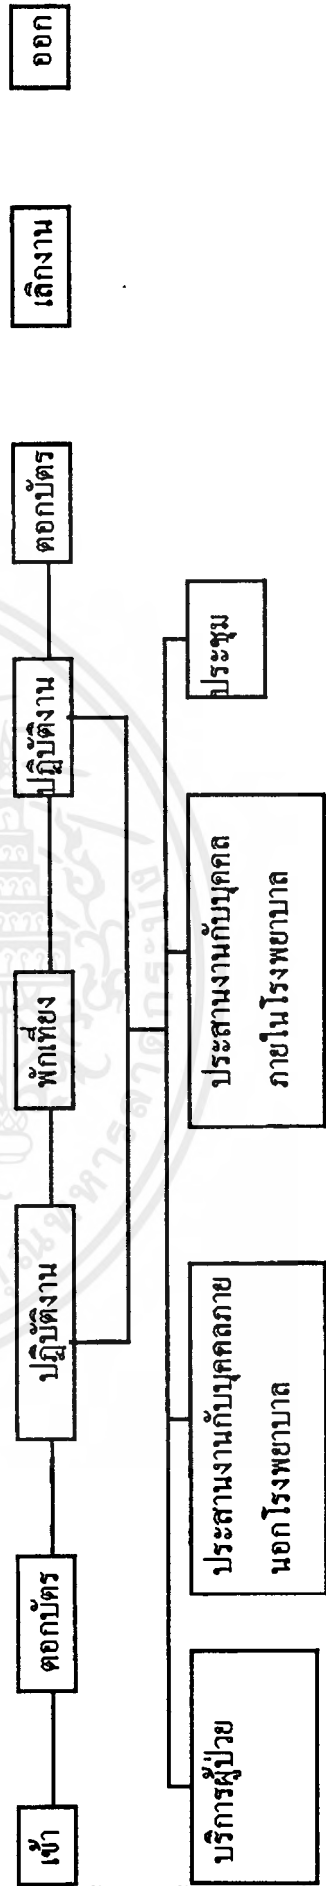 เข้า
ตอกบัตร
ปฏิบัติงาน
พักเที่ยง
ปฏิบัติงาน
ตอกบัตร
เลิกงาน
ออก
บริการผู้ป่วย
ประสานงานกับบุคคลภาย
นอกโรงพยาบาล
ประสานงานกับบุคคล
ภายในโรงพยาบาล
ประชุม